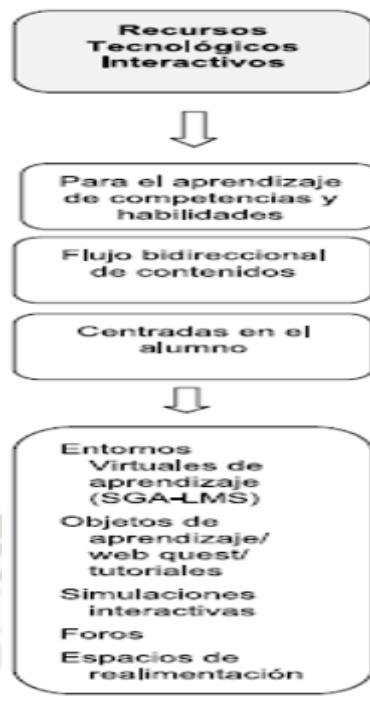 Recursos
Tecnológicos
Interactivos
Para el aprendizaje
de competencias y
habilidades
Flujo bidireccional
de contenidos
Centradas en el
alumno
Entornos
Virtuales de
aprendizaje
(SGA-LMS)
Objetos de
aprendizaje/
web quest/
tutoriales
Simulaciones
interactivas
Foros
Espacios de
realimentación